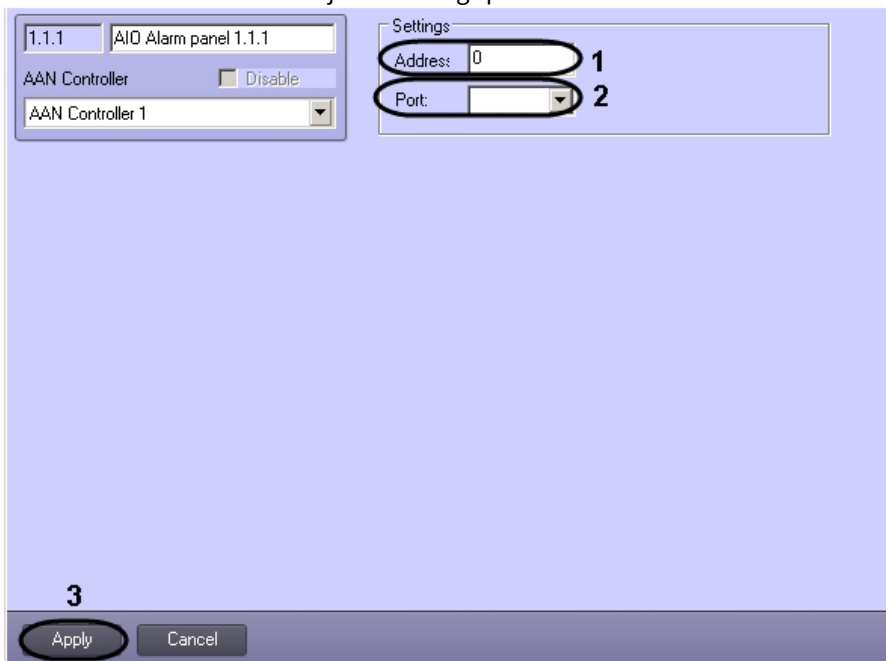 1.1.1 AIO Alarm panel 1.1.1
AAN Controller Disable
AAN Controller 1
Settings
Address 0 1
Port: 2
3
Apply Cancel